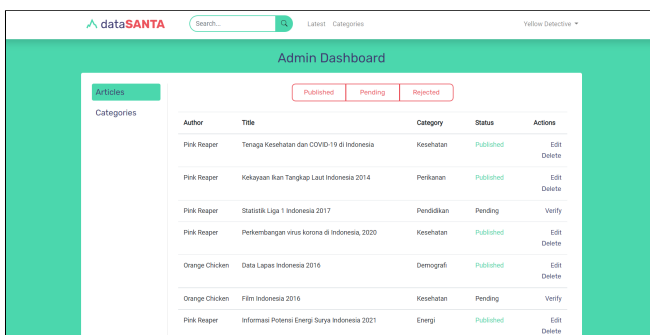 dataSANTA Search... Latest Categories Yellow Detective
Admin Dashboard
Articles Published Pending Rejected
Categories
Author Title Category Status Actions
Pink Reaper Tenaga Kesehatan dan COVID-19 di Indonesia Kesehatan Published Edit
Delete
Pink Reaper Kekayaan Ikan Tangkap Laut Indonesia 2014 Perikanan Published Edit
Delete
Pink Reaper Statistik Liga 1 Indonesia 2017 Pendidikan Pending Verify
Pink Reaper Perkembangan virus korona di Indonesia, 2020 Kesehatan Published Edit
Delete
Orange Chicken Data Lapas Indonesia 2016 Demografi Published Edit
Delete
Orange Chicken Film Indonesia 2016 Kesehatan Pending Verify
Pink Reaper Informasi Potensi Energi Surya Indonesia 2021 Energi Published Edit
Delete